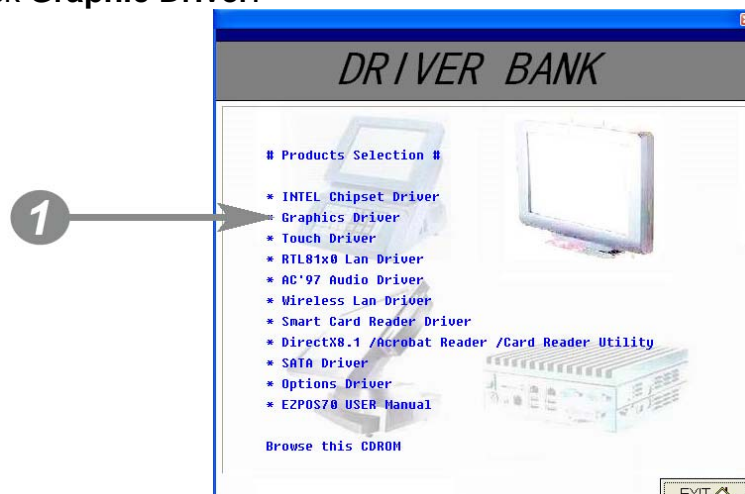 Graphic Driver.
DRIVER BANK
# Products Selection #
* INTEL Chipset Driver
1
* Graphics Driver
* Touch Driver
* RTL81x0 Lan Driver
* AC'97 Audio Driver
* Wireless Lan Driver
* Smart Card Reader Driver
* DirectX8.1 /Acrobat Reader /Card Reader Utility
* SATA Driver
* Options Driver
* EZPOS70 USER Manual
Browse this CDROM
EXIT